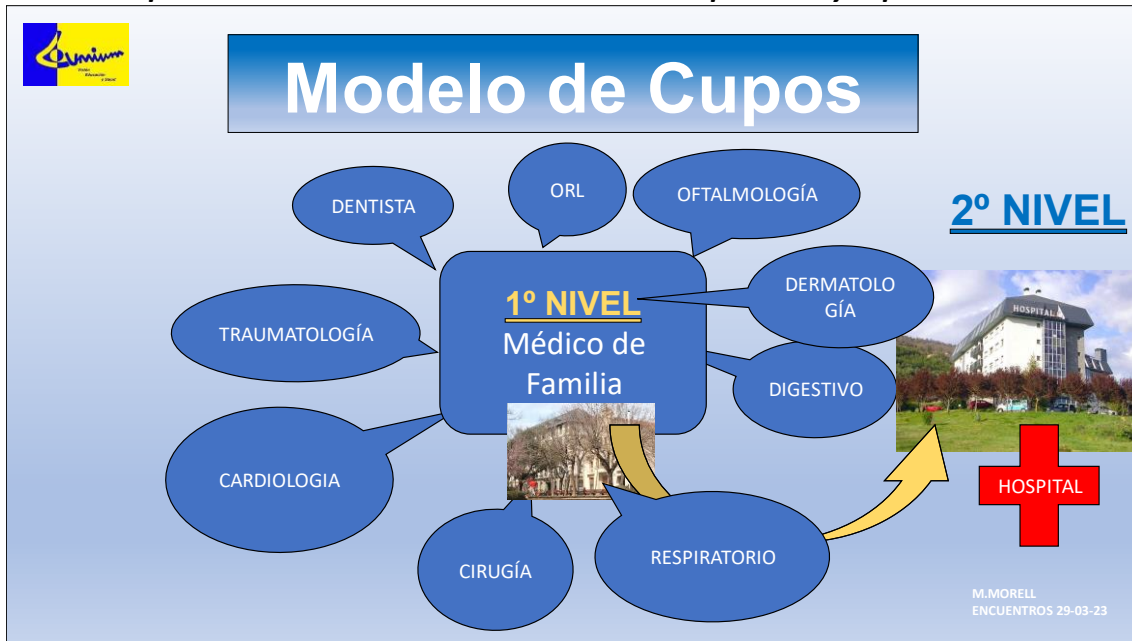 Qumium
Modelo de Cupos
DENTISTA
ORL
OFTALMOLOGÍA
2º NIVEL
1º NIVEL
Médico de
Familia
DERMATOLO
GÍA
HOSPITAL
TRAUMATOLOGÍA
DIGESTIVO
CARDIOLOGIA
HOSPITAL
CIRUGÍA
RESPIRATORIO
M.MORELL
ENCUENTROS 29-03-23